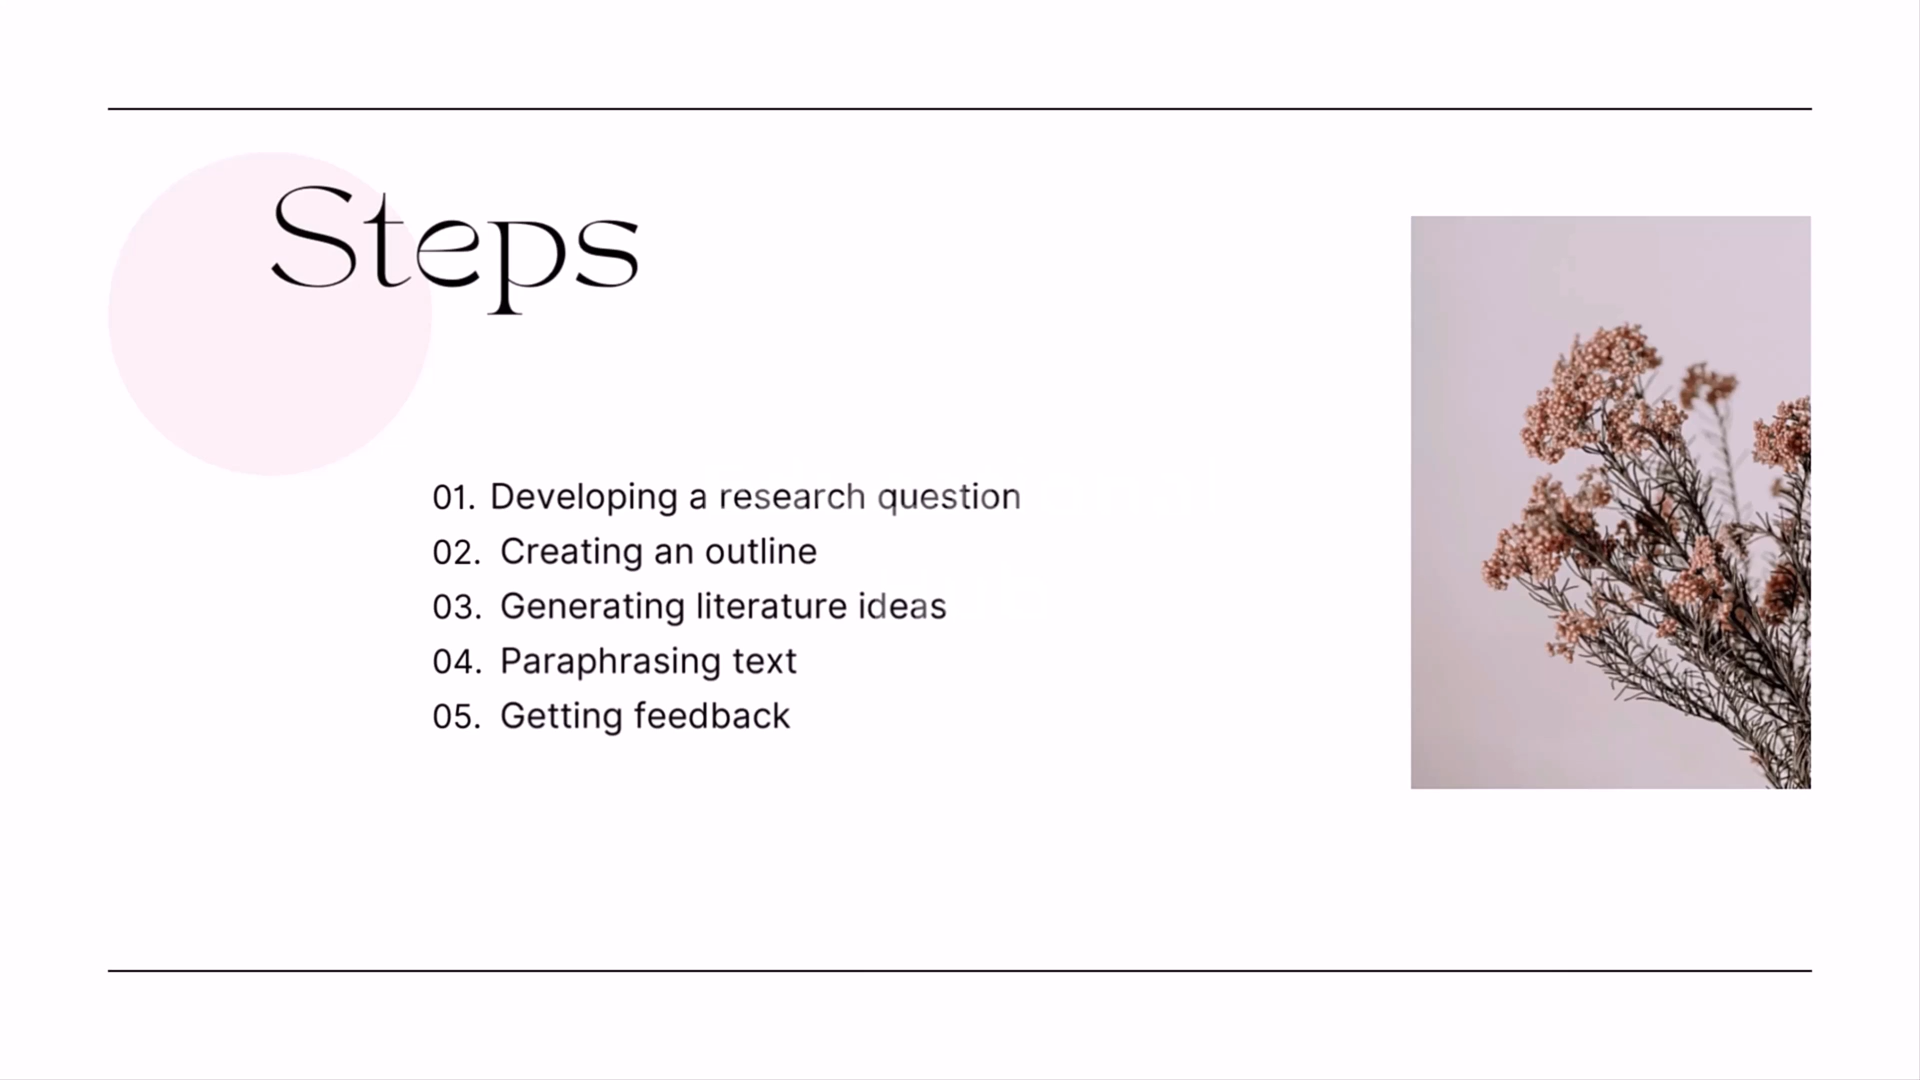 Steps
01. Developing a research question
02. Creating an outline
03. Generating literature ideas
04. Paraphrasing text
05. Getting feedback